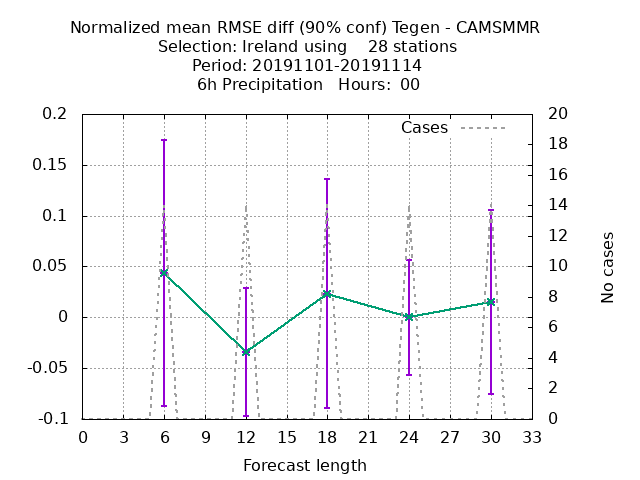 Normalized mean RMSE diff (90% conf) Tegen - CAMSMMR
Selection: Ireland using    28 stations
Period: 20191101-20191114
6h Precipitation   Hours:  00
Cases
0.2
0.15
0.1
0.05
0
-0.05
-0.1
20
18
16
14
12
10
8
6
4
2
0
No cases
0 3 6 9 12 15 18 21 24 27 30 33
Forecast length